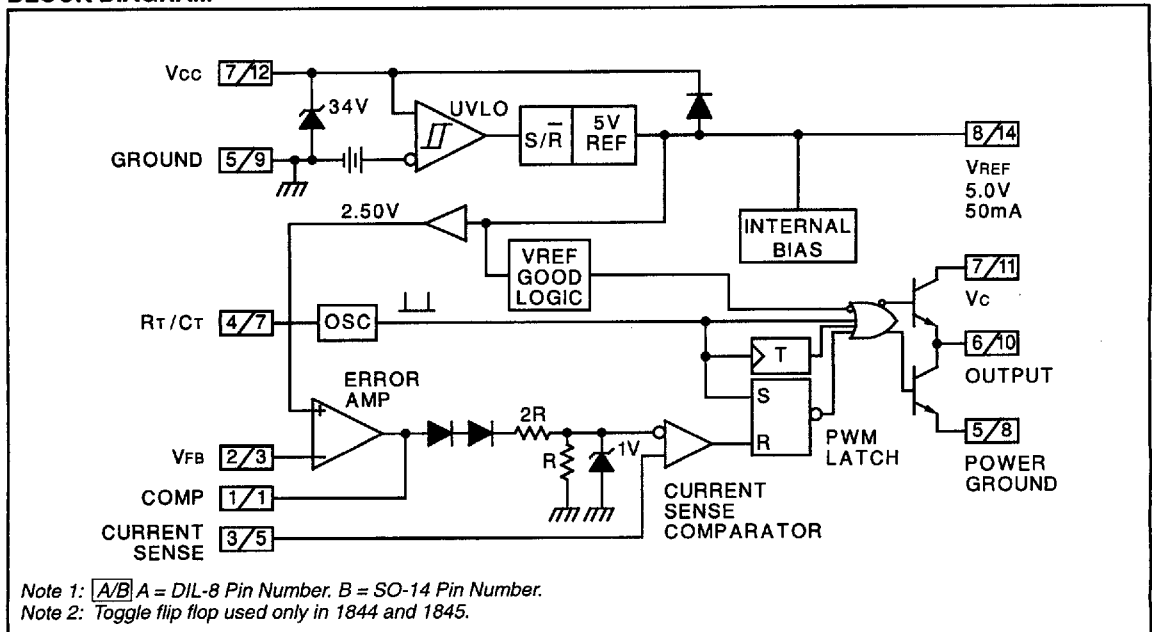 BLOCK DIAGRAM
Vcc 7/12
34V
UVLO
S/R̅
5V REF
8/14
VREF
5.0V
50mA
GROUND 5/9
2.50V
INTERNAL BIAS
VREF GOOD LOGIC
7/11
Vc
RT/CT 4/7
OSC
T
6/10
OUTPUT
ERROR AMP
2R
S
R
PWM LATCH
5/8
POWER GROUND
VFB 2/3
R
1V
COMP 1/1
CURRENT SENSE COMPARATOR
CURRENT SENSE 3/5
Note 1: A/B A = DIL-8 Pin Number. B = SO-14 Pin Number.
Note 2: Toggle flip flop used only in 1844 and 1845.